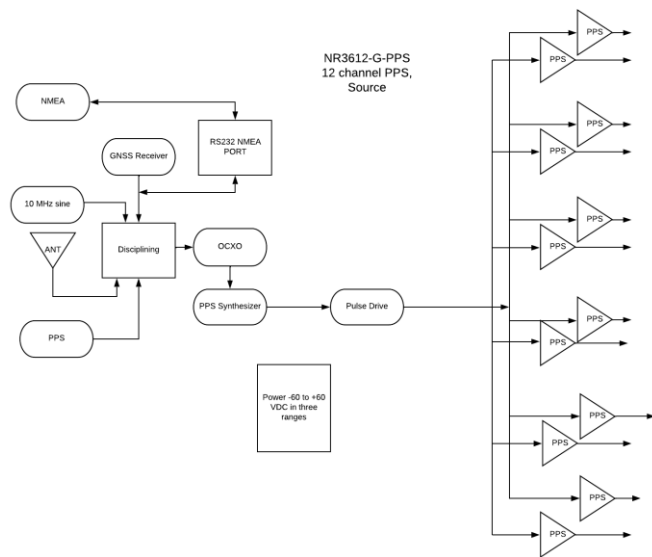 NR3612-G-PPS
12 channel PPS,
Source
NMEA
RS232 NMEA
PORT
GNSS Receiver
10 MHz sine
ANT
Disciplining
OCXO
PPS Synthesizer
Pulse Drive
PPS
Power -60 to +60
VDC in three
ranges
PPS
PPS
PPS
PPS
PPS
PPS
PPS
PPS
PPS
PPS
PPS
PPS